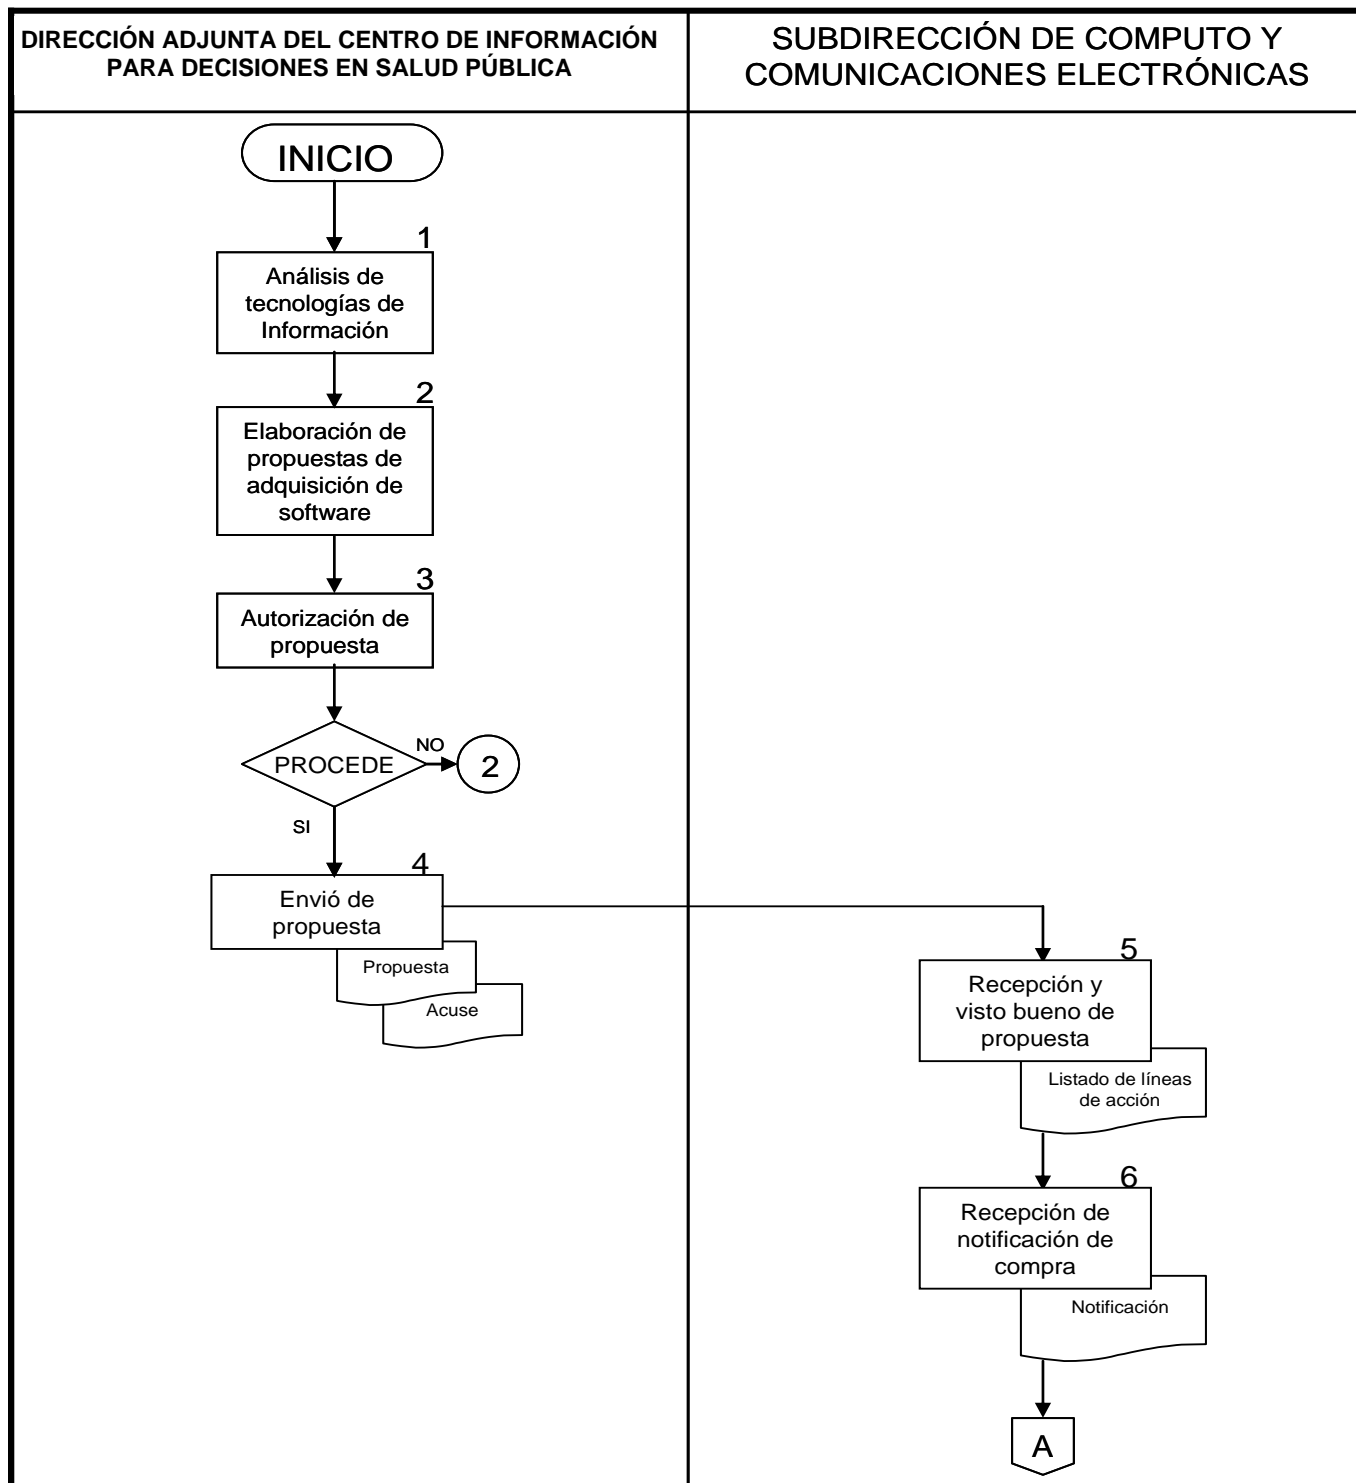 DIRECCIÓN ADJUNTA DEL CENTRO DE INFORMACIÓN
PARA DECISIONES EN SALUD PÚBLICA
SUBDIRECCIÓN DE COMPUTO Y
COMUNICACIONES ELECTRÓNICAS
INICIO
1
Análisis de
tecnologías de
Información
2
Elaboración de
propuestas de
adquisición de
software
3
Autorización de
propuesta
PROCEDE
NO
2
SI
4
Envió de
propuesta
Propuesta
Acuse
5
Recepción y
visto bueno de
propuesta
Listado de líneas
de acción
6
Recepción de
notificación de
compra
Notificación
A